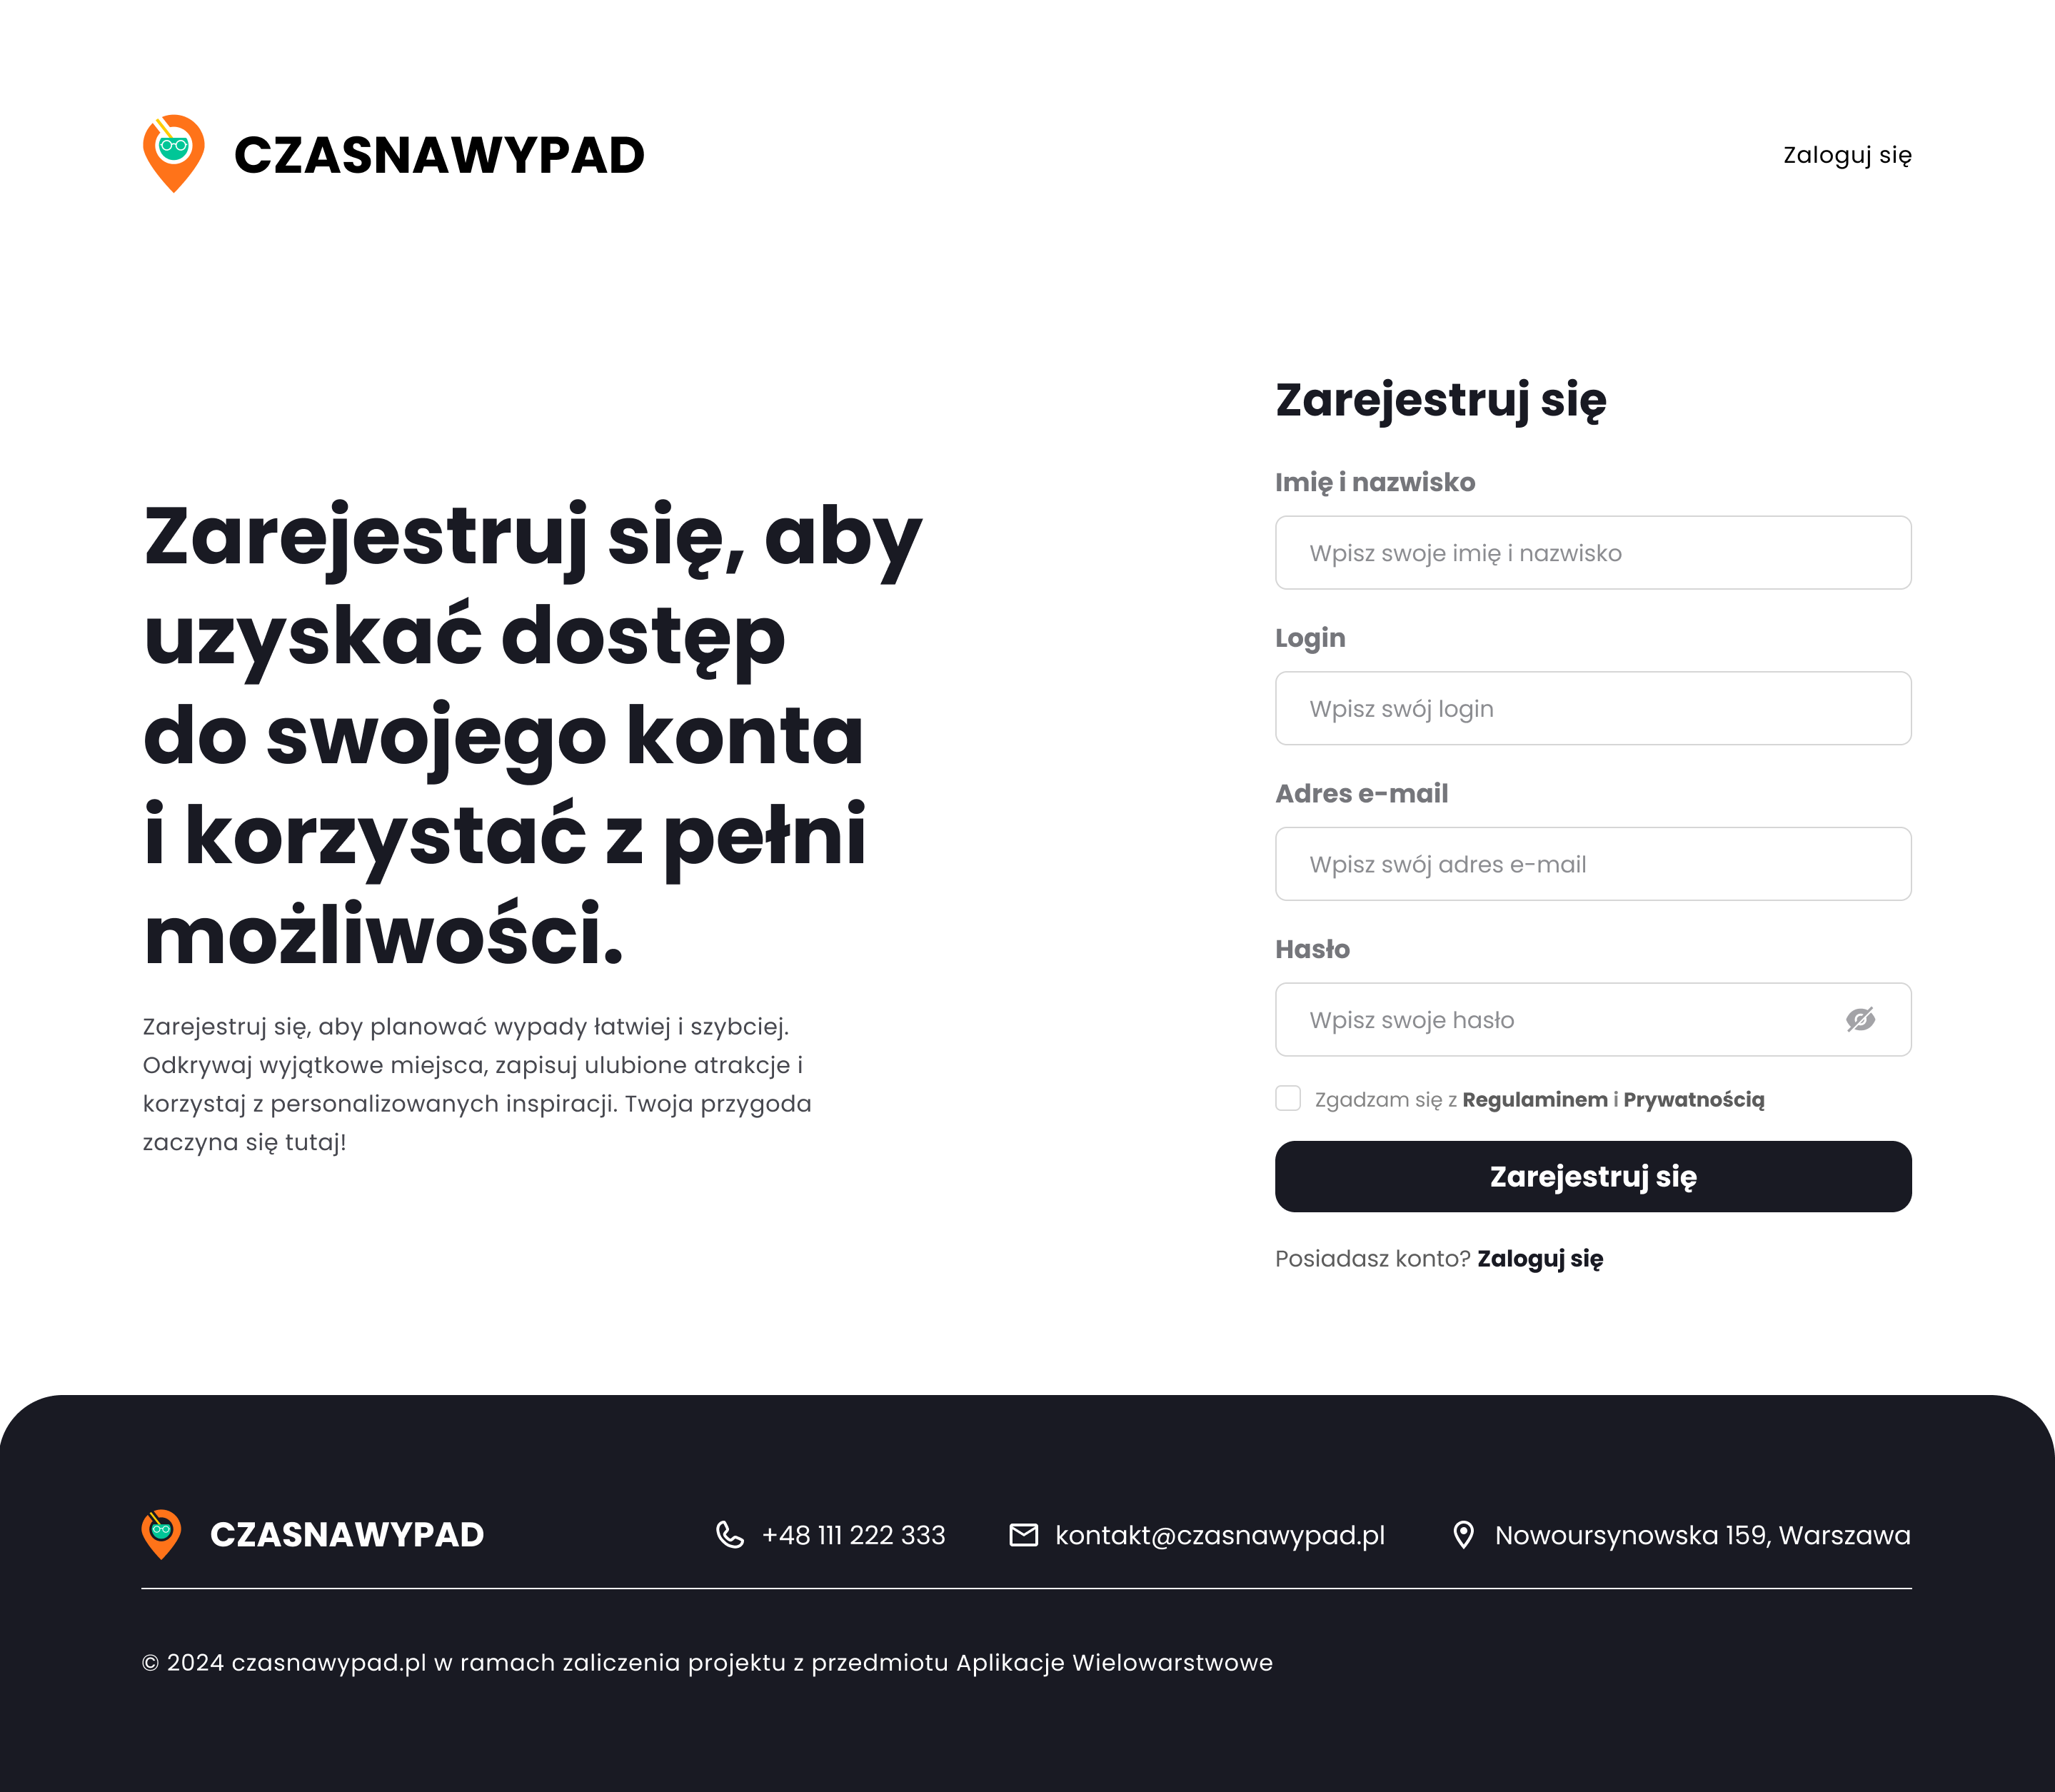 CZASNAWYPAD
Zaloguj się
Zarejestruj się, aby
uzyskać dostęp
do swojego konta
i korzystać z pełni
możliwości.
Zarejestruj się, aby planować wypady łatwiej i szybciej.
Odkrywaj wyjątkowe miejsca, zapisuj ulubione atrakcje i
korzystaj z personalizowanych inspiracji. Twoja przygoda
zaczyna się tutaj!
Zarejestruj się
Imię i nazwisko
Wpisz swoje imię i nazwisko
Login
Wpisz swój login
Adres e-mail
Wpisz swój adres e-mail
Hasło
Wpisz swoje hasło
Zgadzam się z Regulaminem i Prywatnością
Zarejestruj się
Posiadasz konto? Zaloguj się
CZASNAWYPAD
+48 111 222 333
kontakt@czasnawypad.pl
Nowoursynowska 159, Warszawa
© 2024 czasnawypad.pl w ramach zaliczenia projektu z przedmiotu Aplikacje Wielowarstwowe